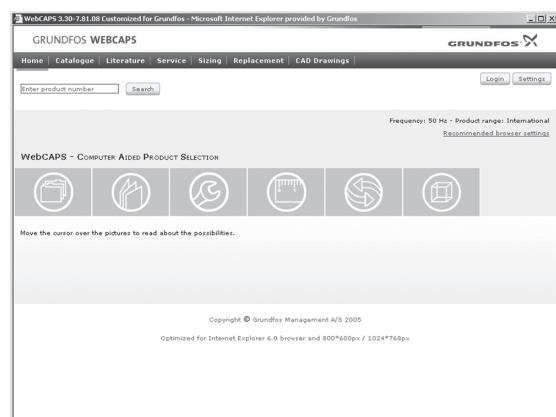 WebCAPS 3.30-7.81.08 Customized for Grundfos - Microsoft Internet Explorer provided by Grundfos
GRUNDFOS WEBCAPS
GRUNDFOS
Home | Catalogue | Literature | Service | Sizing | Replacement | CAD Drawings |
Login Settings
Enter product number Search
Frequency: 50 Hz - Product range: International
Recommended browser settings
WebCAPS - Computer Aided Product Selection
Move the cursor over the pictures to read about the possibilities.
Copyright © Grundfos Management A/S 2005
Optimized for Internet Explorer 6.0 browser and 800*600px / 1024*768px